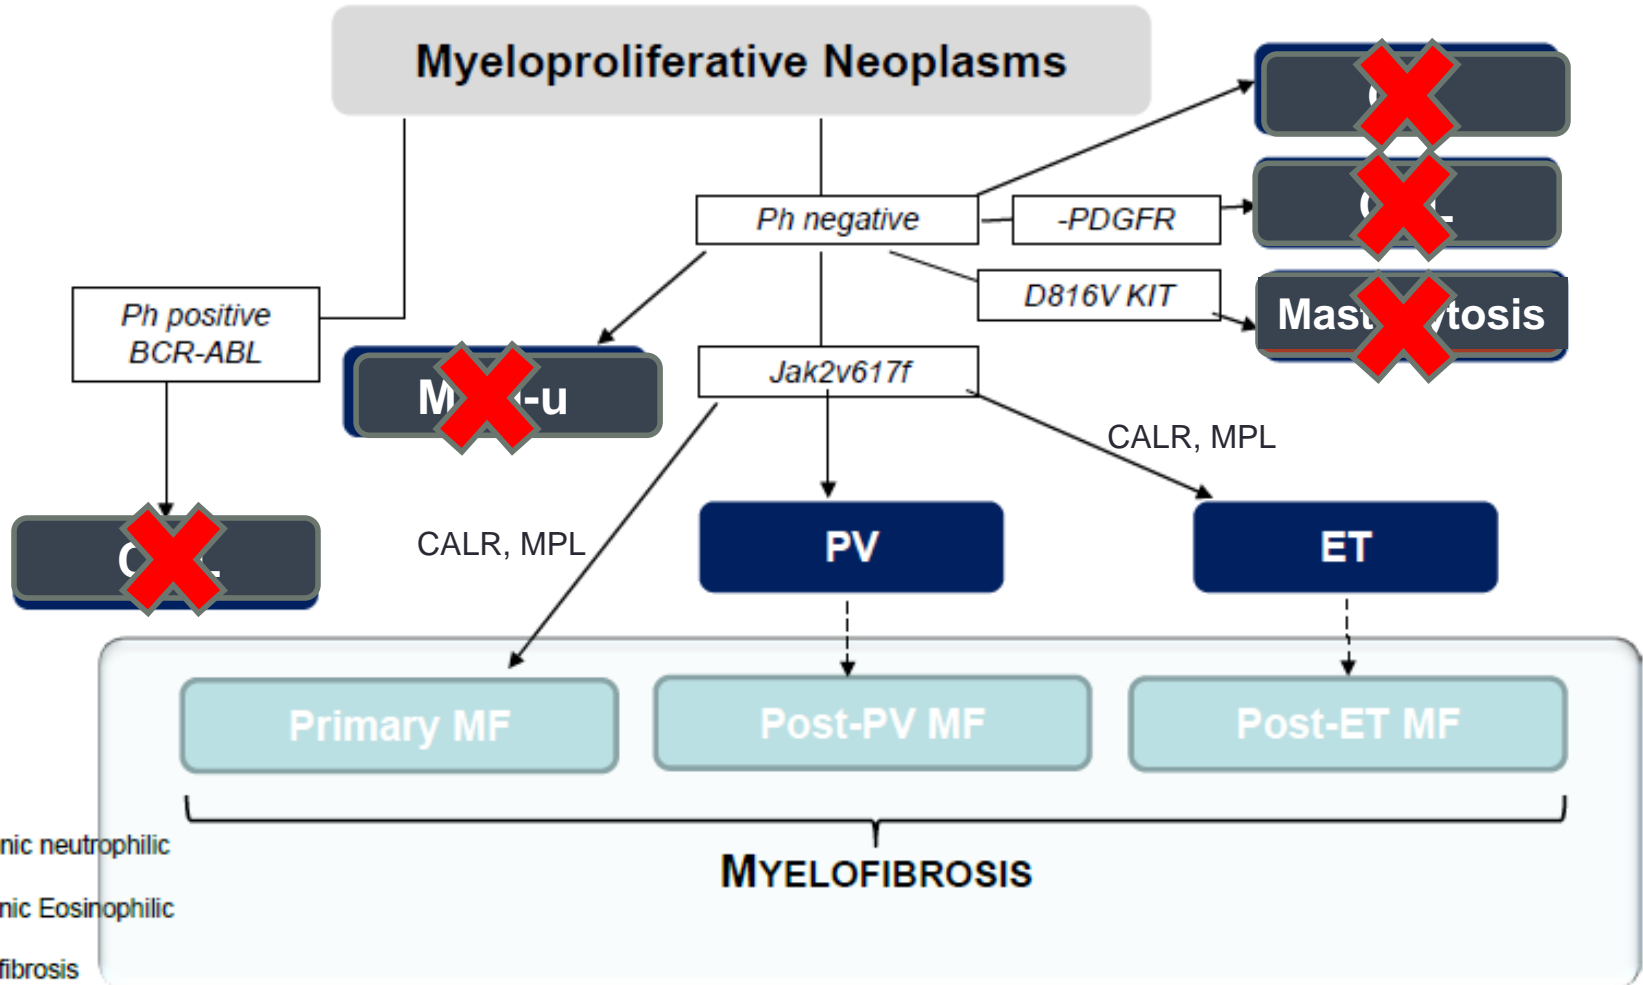 Myeloproliferative Neoplasms
Ph negative
-PDGFR
D816V KIT
Ph positive
BCR-ABL
Jak2v617f
CALR, MPL
CALR, MPL
PV
ET
Primary MF
Post-PV MF
Post-ET MF
MYELOFIBROSIS
nic neutrophilic
nic Eosinophilic
fibrosis